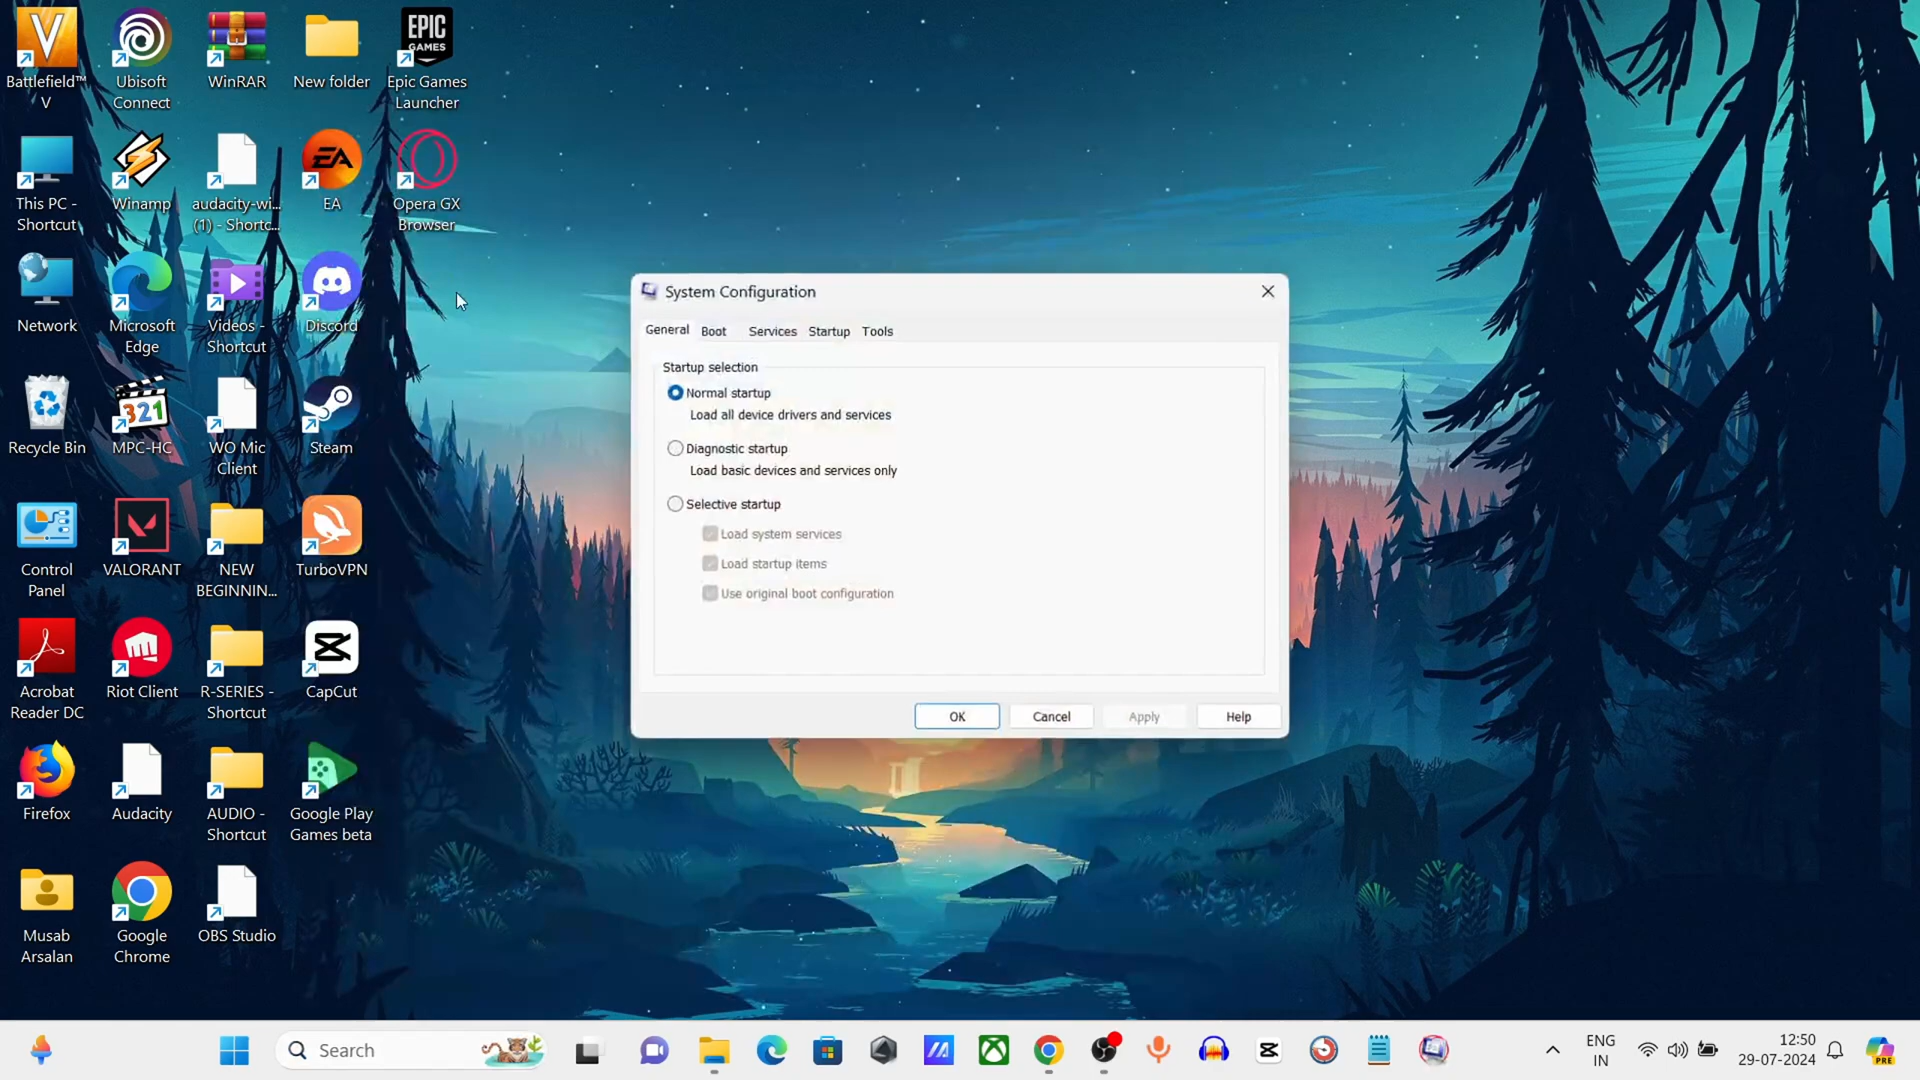 Battlefield™
V
Ubisoft
Connect
WinRAR
New folder
EPIC
GAMES
Epic Games
Launcher
This PC -
Shortcut
Winamp
audacity-wi...
(1) - Shortc...
EA
EA
Opera GX
Browser
Network
Microsoft
Edge
Videos -
Shortcut
Discord
Recycle Bin
321
MPC-HC
WO Mic
Client
Steam
Control
Panel
VALORANT
NEW
BEGINNIN...
TurboVPN
Acrobat
Reader DC
Riot Client
R-SERIES -
Shortcut
CapCut
Firefox
Audacity
AUDIO -
Shortcut
Google Play
Games beta
Musab
Arsalan
Google
Chrome
OBS Studio
System Configuration
General Boot Services Startup Tools
Startup selection
Normal startup
Load all device drivers and services
Diagnostic startup
Load basic devices and services only
Selective startup
Load system services
Load startup items
Use original boot configuration
OK Cancel Apply Help
Search
ENG
IN
12:50
29-07-2024
PRE